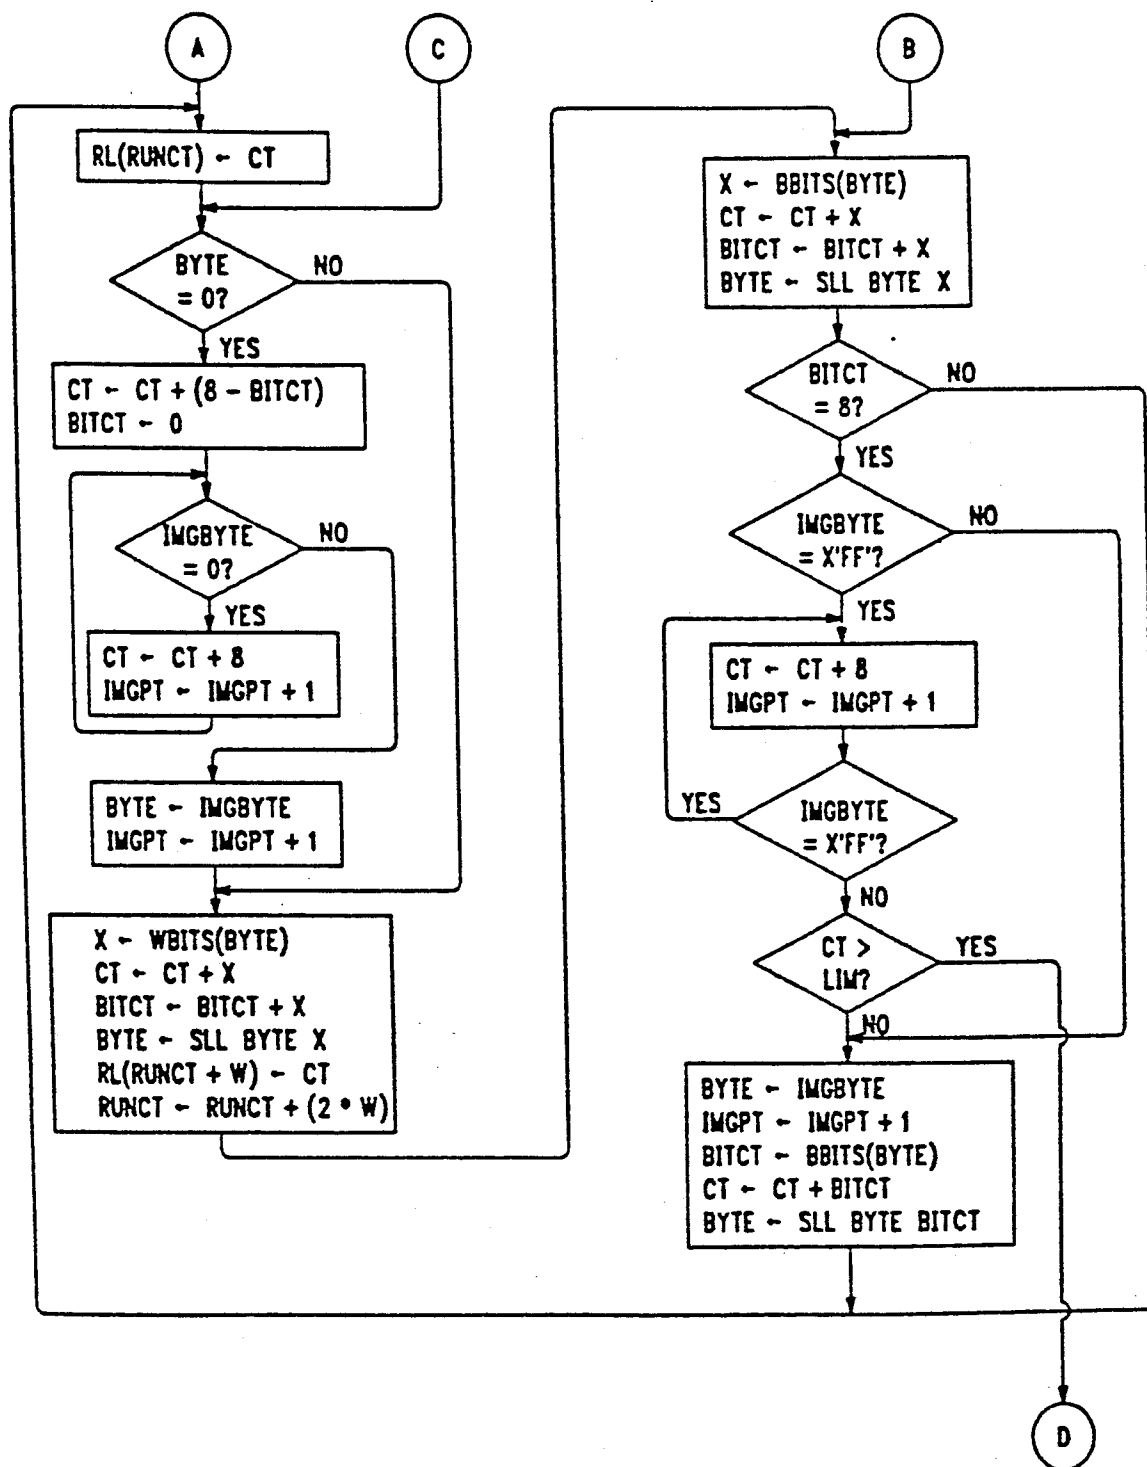 A
C
B
RL(RUNCT) ← CT
BYTE
= 0?
NO
YES
CT ← CT + (8 - BITCT)
BITCT ← 0
IMGBYTE
= 0?
NO
YES
CT ← CT + 8
IMGPT ← IMGPT + 1
BYTE ← IMGBYTE
IMGPT ← IMGPT + 1
X ← WBITS(BYTE)
CT ← CT + X
BITCT ← BITCT + X
BYTE ← SLL BYTE X
RL(RUNCT + W) ← CT
RUNCT ← RUNCT + (2 * W)
X ← BBITS(BYTE)
CT ← CT + X
BITCT ← BITCT + X
BYTE ← SLL BYTE X
BITCT
= 8?
NO
YES
IMGBYTE
= X'FF'?
NO
YES
CT ← CT + 8
IMGPT ← IMGPT + 1
IMGBYTE
= X'FF'?
YES
NO
CT >
LIM?
YES
NO
BYTE ← IMGBYTE
IMGPT ← IMGPT + 1
BITCT ← BBITS(BYTE)
CT ← CT + BITCT
BYTE ← SLL BYTE BITCT
D